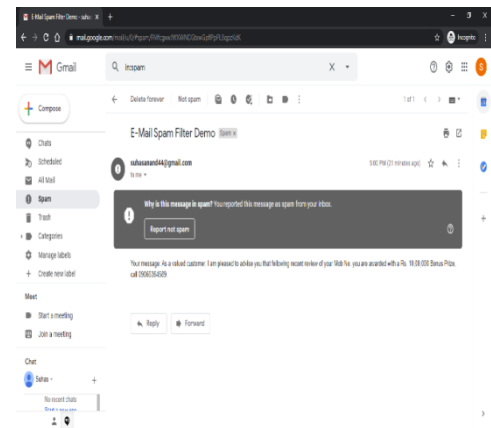 E-Mail Spam Filter Demo - suhas
Incognito
Gmail
in:spam
Compose
Delete forever
Not spam
1 of 1
Chats
Scheduled
All Mail
Spam
Trash
Categories
Manage labels
Create new label
Meet
Start a meeting
Join a meeting
Chat
Suhas
No recent chats
Start a new one
E-Mail Spam Filter Demo
Spam x
suhasanand44@gmail.com
to me
5:00 PM (31 minutes ago)
Why is this message in spam? You reported this message as spam from your inbox.
Report not spam
Your message: As a valued customer. I am pleased to advise you that following recent review of your Mob No. you are awarded with a Rs. 10,00,000 Bonus Prize,
call
Reply
Forward